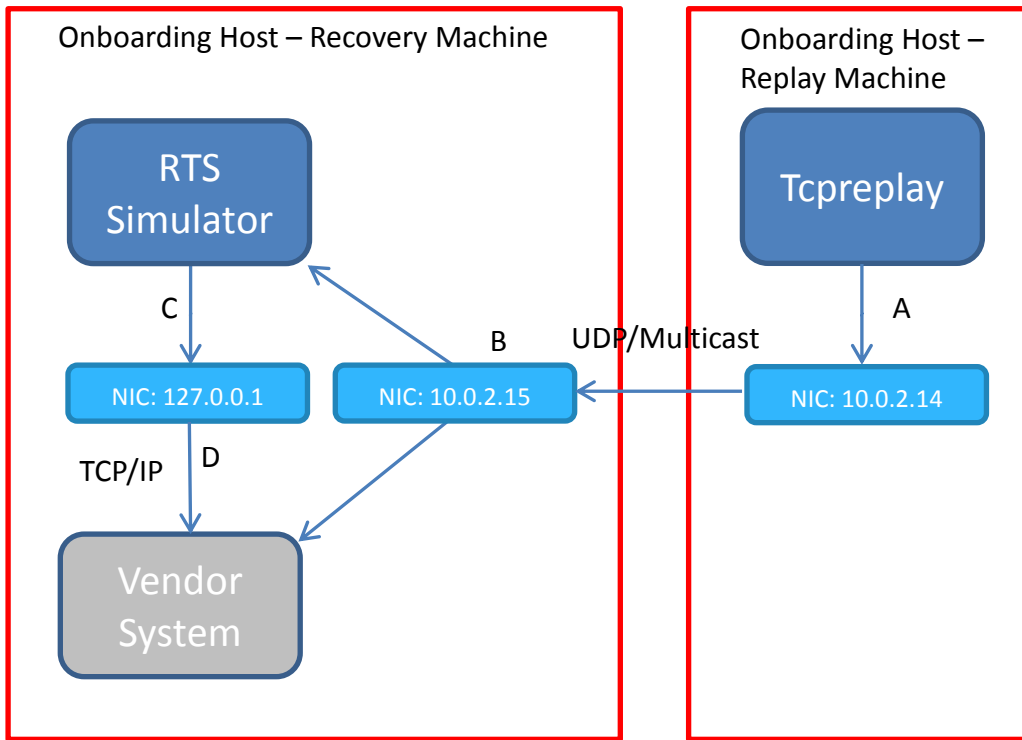 Onboarding Host – Recovery Machine
Onboarding Host –
Replay Machine
RTS
Simulator
Tcpreplay
C
B
UDP/Multicast
A
NIC: 127.0.0.1
NIC: 10.0.2.15
NIC: 10.0.2.14
TCP/IP
D
Vendor
System